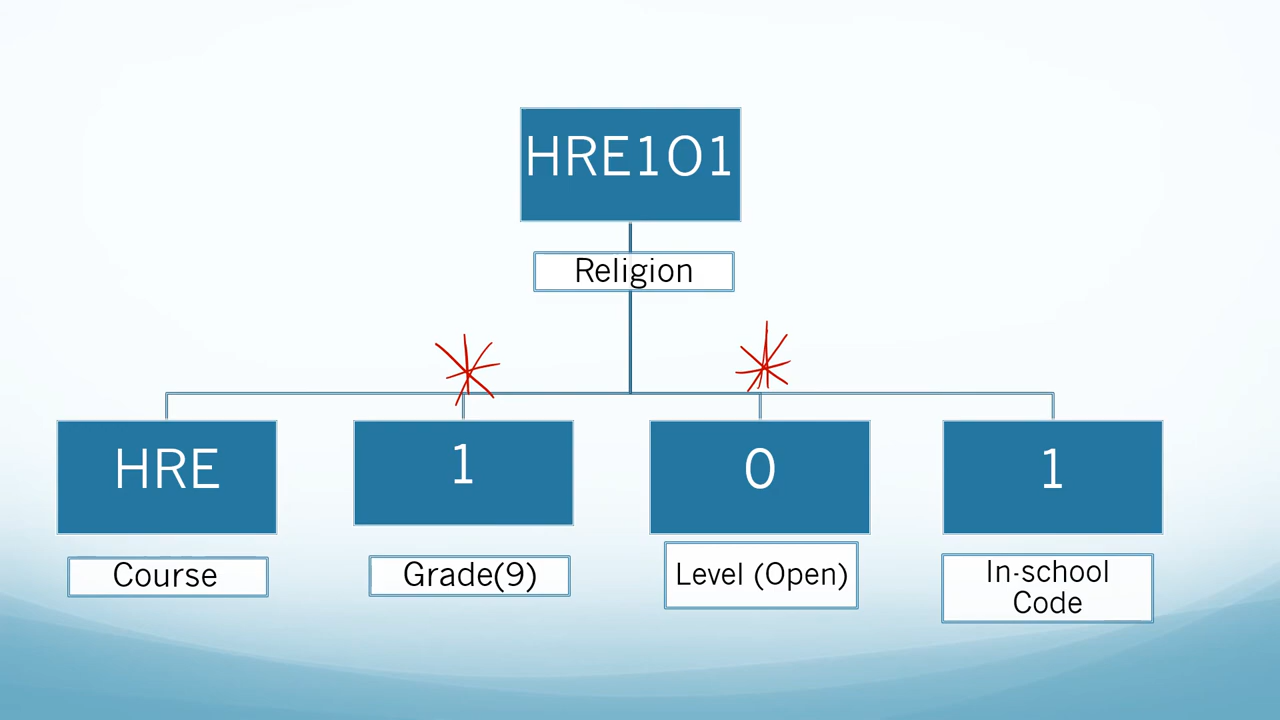 HRE1O1
Religion
HRE
1
0
1
Course
Grade(9)
Level (Open)
In-school
Code